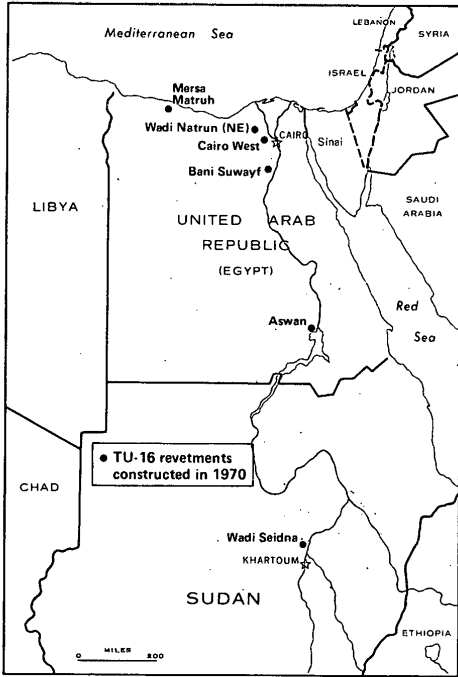 LEBANON
Mediterranean Sea
SYRIA
ISRAEL
JORDAN
Mersa
Matruh
Wadi Natrun (NE)
CAIRO
Cairo West
Sinai
Bani Suwayf
LIBYA
SAUDI
ARABIA
UNITED ARAB
REPUBLIC
(EGYPT)
Red
Sea
Aswan
• TU-16 revetments
constructed in 1970
CHAD
Wadi Seidna
KHARTOUM
SUDAN
ETHIOPIA
MILES
0 200